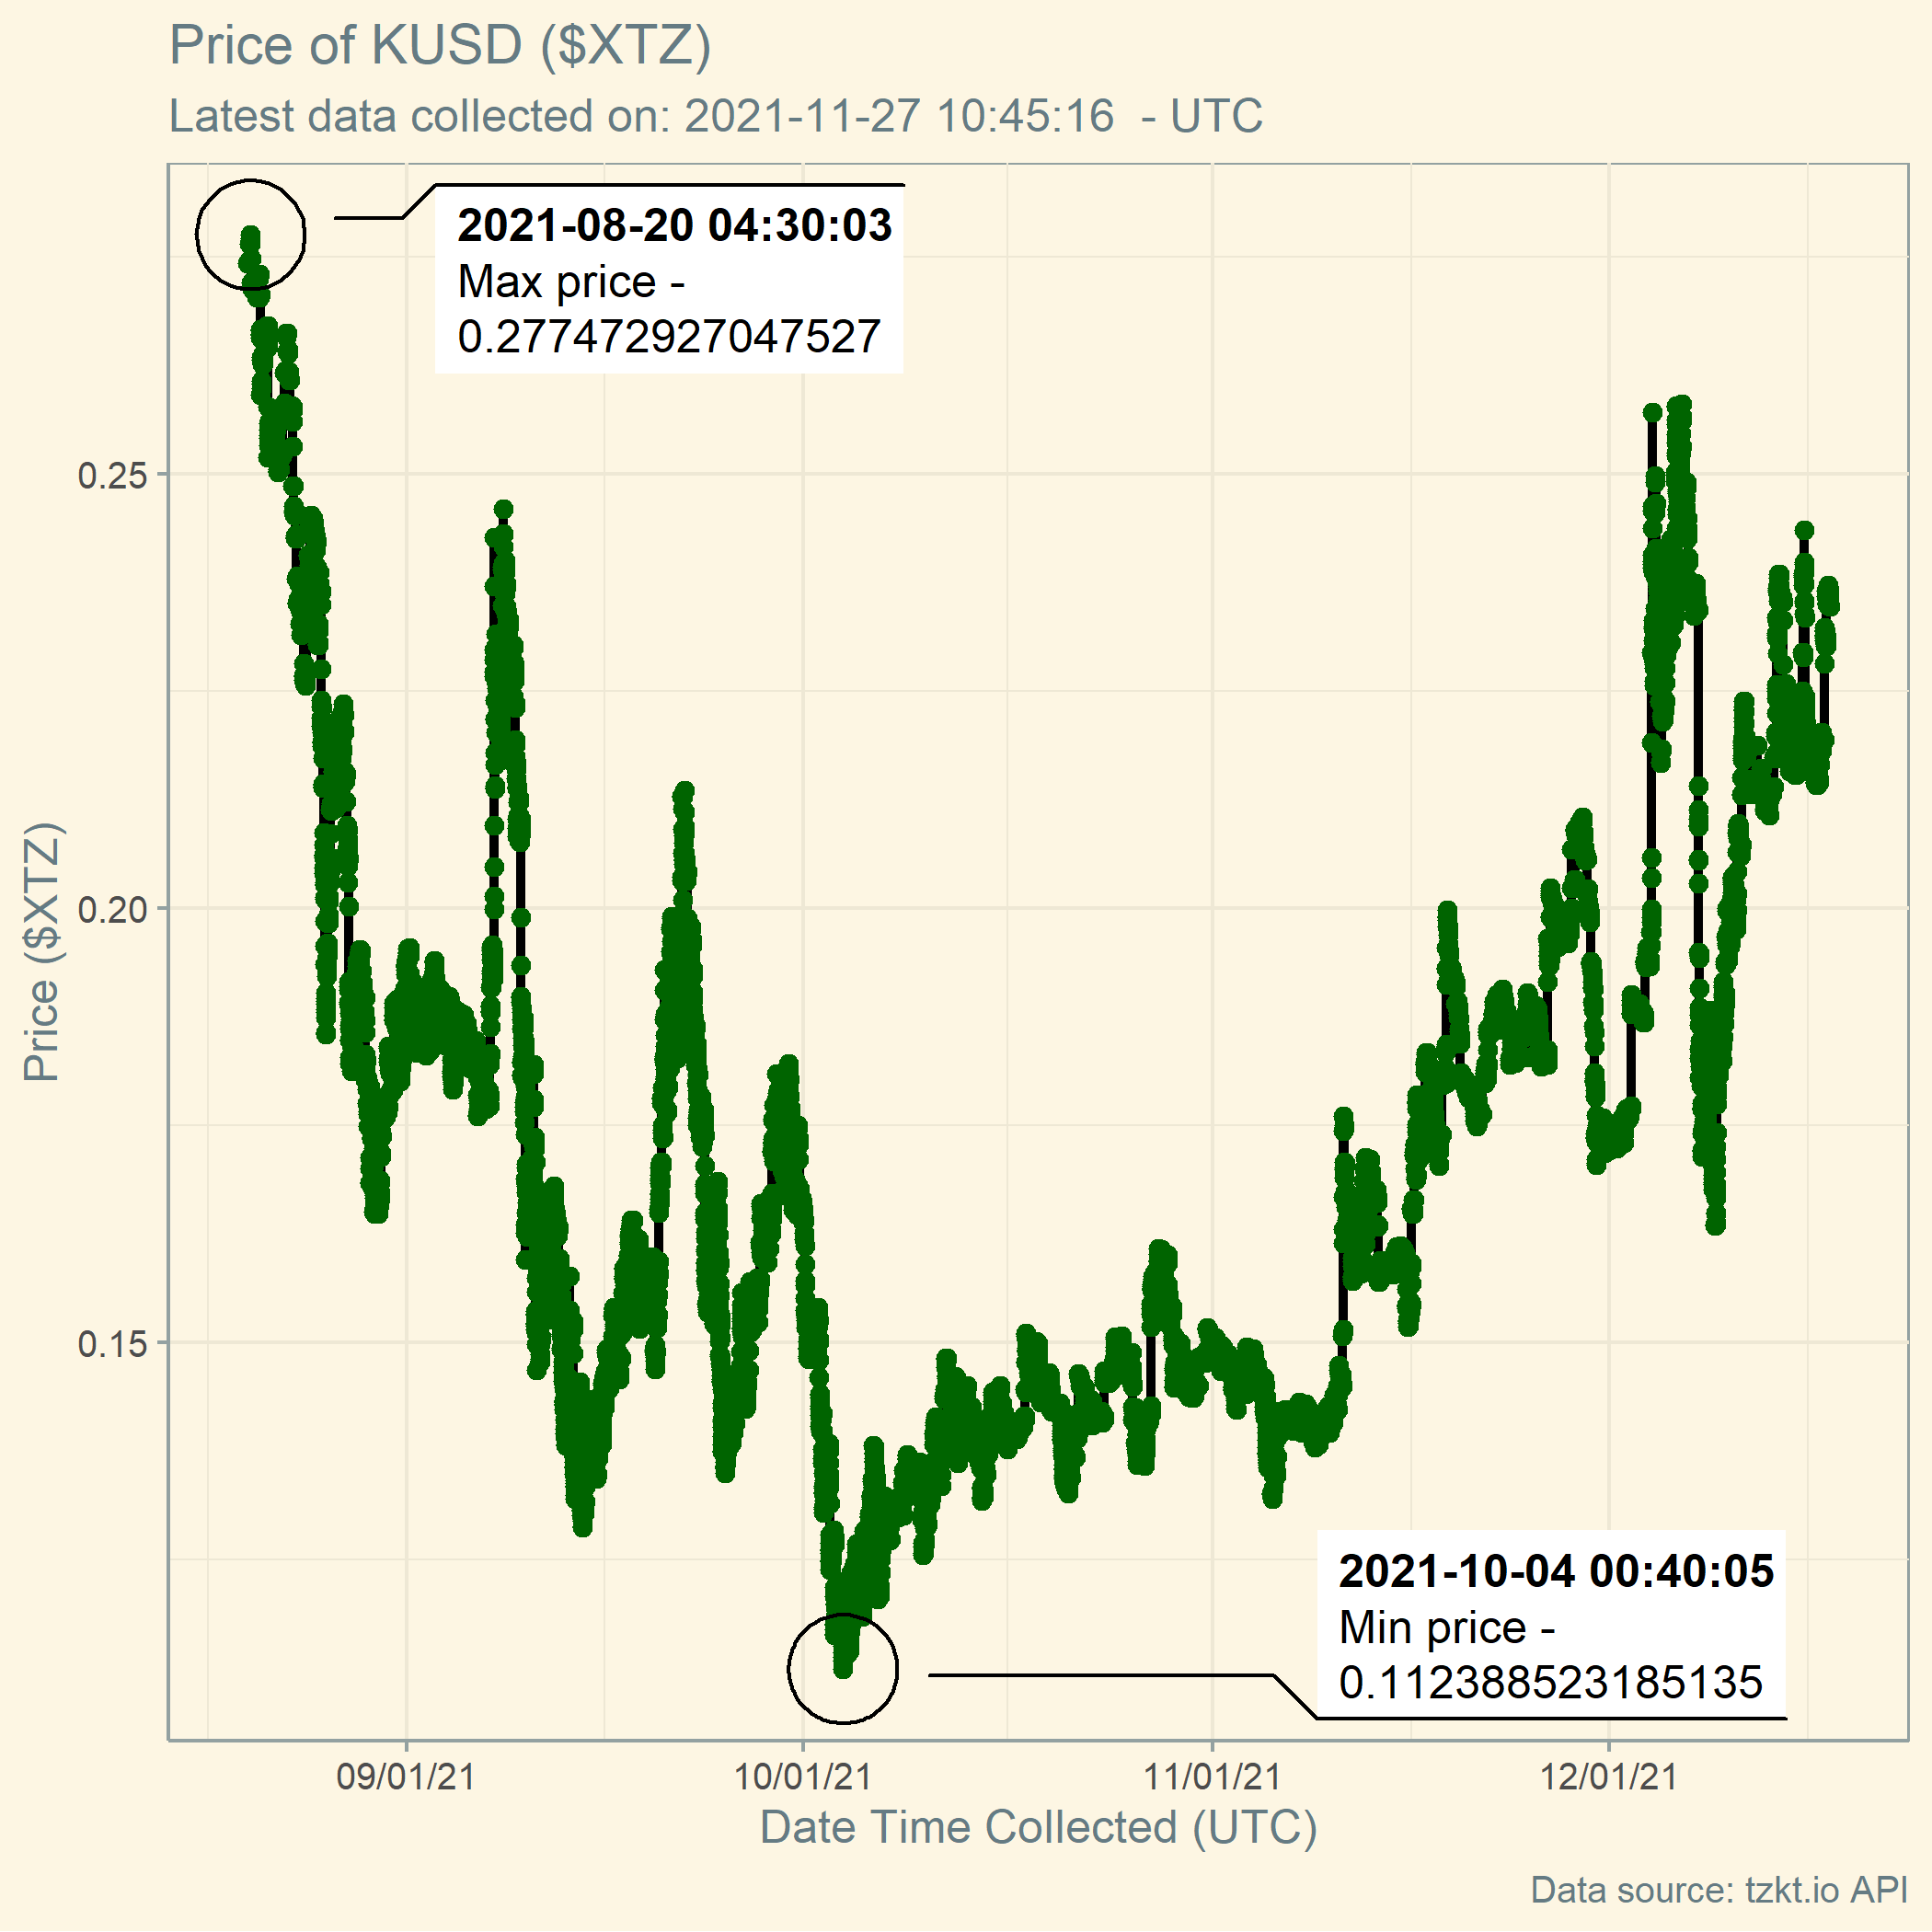 Price of KUSD ($XTZ)
Latest data collected on: 2021-11-27 10:45:16  - UTC
2021-08-20 04:30:03
Max price -
0.277472927047527
0.25
0.20
0.15
Price ($XTZ)
2021-10-04 00:40:05
Min price -
0.112388523185135
09/01/21
10/01/21
11/01/21
12/01/21
Date Time Collected (UTC)
Data source: tzkt.io API